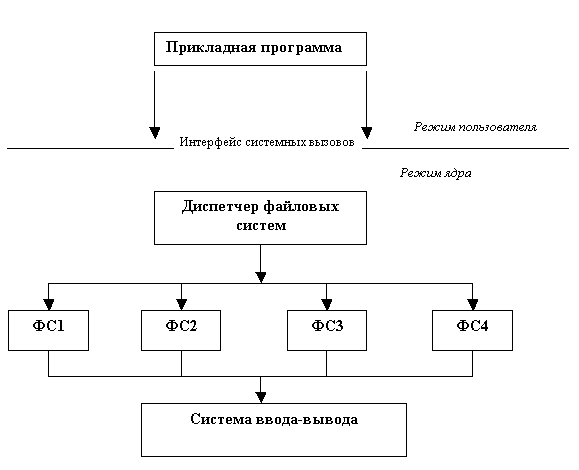 Прикладная программа
Режим пользователя
Интерфейс системных вызовов
Режим ядра
Диспетчер файловых
систем
ФС1 ФС2 ФС3 ФС4
Система ввода-вывода